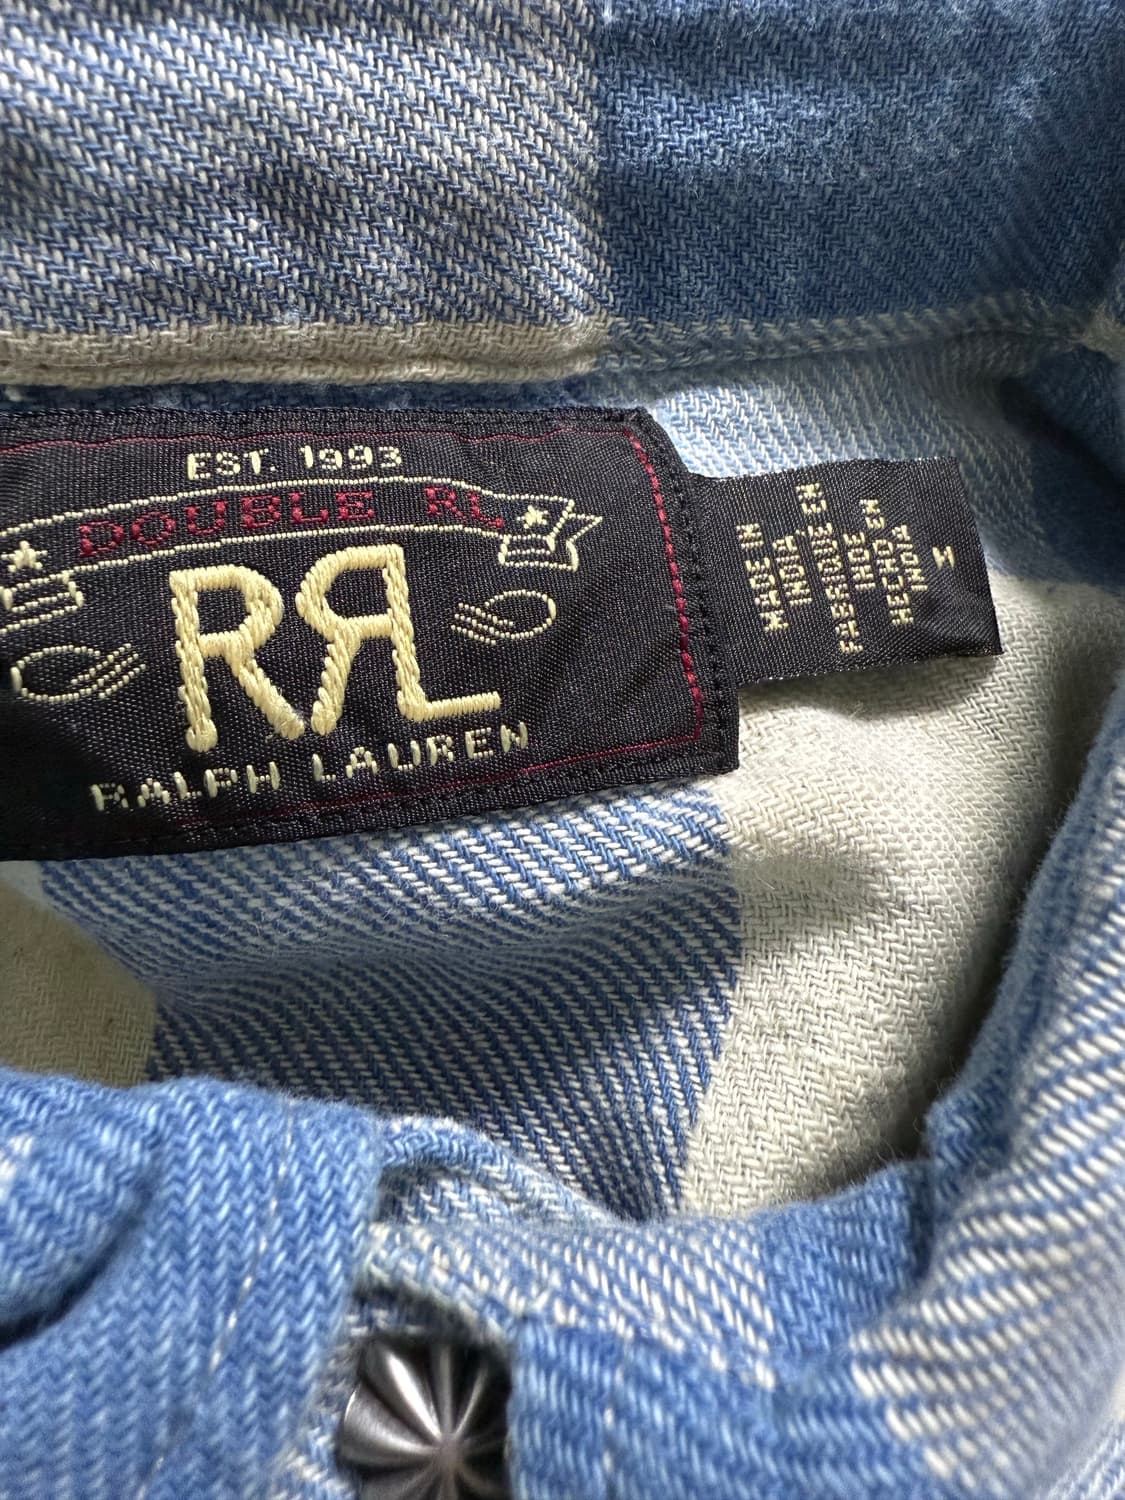 EST. 1993
DOUBLE RL
RRL
RALPH LAUREN
MADE IN
INDIA
FABRIQUE EN
INDE
HECHO EN
INDIA
M